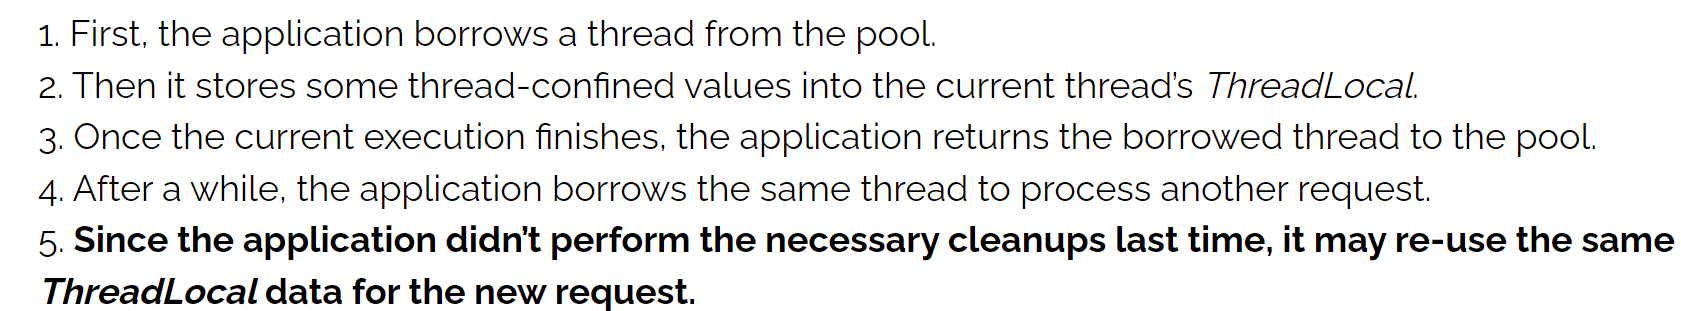 1. First, the application borrows a thread from the pool.
2. Then it stores some thread-confined values into the current thread’s ThreadLocal.
3. Once the current execution finishes, the application returns the borrowed thread to the pool.
4. After a while, the application borrows the same thread to process another request.
5. Since the application didn’t perform the necessary cleanups last time, it may re-use the same
ThreadLocal data for the new request.